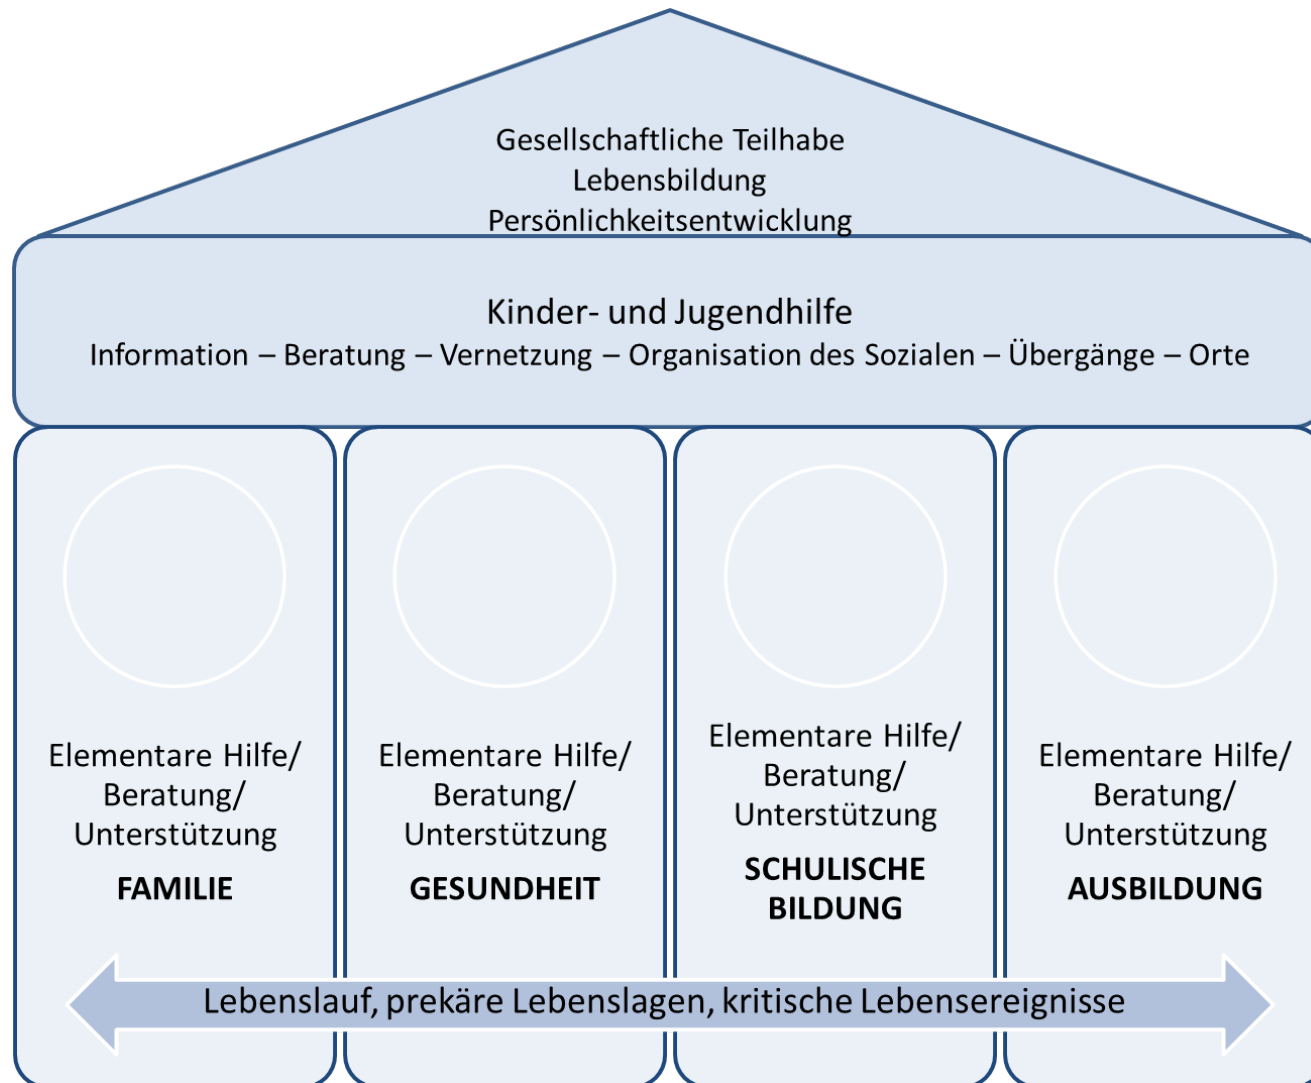 Gesellschaftliche Teilhabe
Lebensbildung
Persönlichkeitsentwicklung
Kinder- und Jugendhilfe
Information – Beratung – Vernetzung – Organisation des Sozialen – Übergänge – Orte
Elementare Hilfe/
Beratung/
Unterstützung
FAMILIE
Elementare Hilfe/
Beratung/
Unterstützung
GESUNDHEIT
Elementare Hilfe/
Beratung/
Unterstützung
SCHULISCHE
BILDUNG
Elementare Hilfe/
Beratung/
Unterstützung
AUSBILDUNG
Lebenslauf, prekäre Lebenslagen, kritische Lebensereignisse